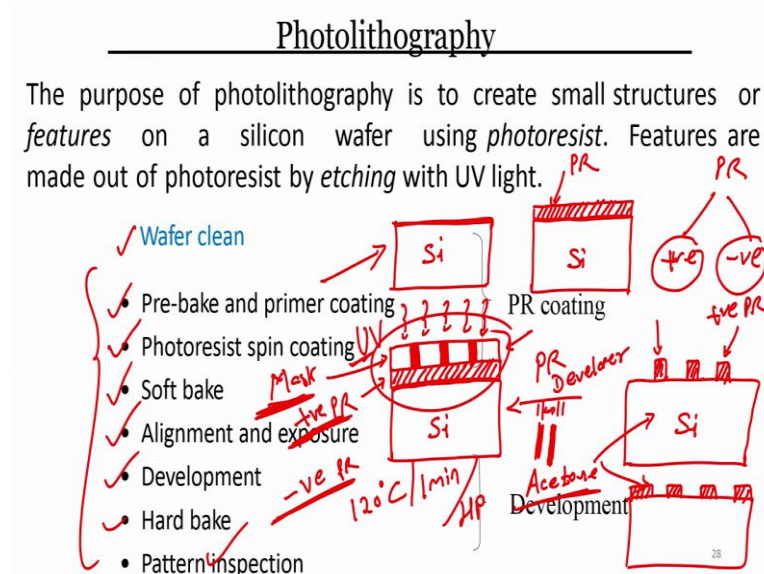 Photolithography
The purpose of photolithography is to create small structures or
features on a silicon wafer using photoresist. Features are
made out of photoresist by etching with UV light.
PR
PR
Wafer clean
Si
Si
+ve
-ve
• Pre-bake and primer coating
PR coating
+ve PR
• Photoresist spin coating
UV
• Soft bake
Mask
PR
Developer
+ve PR
• Alignment and exposure
Si
Si
• Development
-ve PR
120°C/1min
HP
Acetone
Development
• Hard bake
• Pattern inspection
28